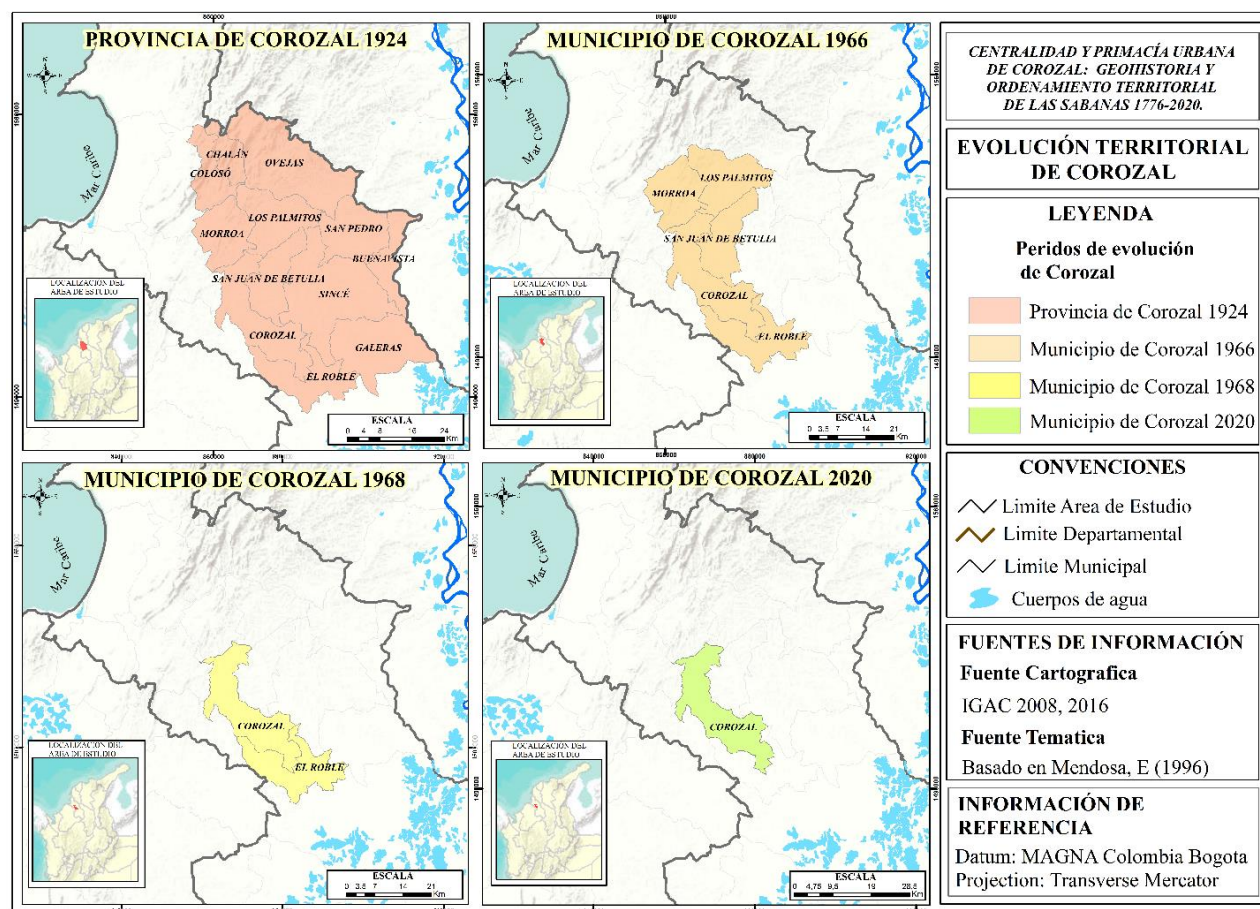 PROVINCIA DE COROZAL 1924
Mar Caribe
CHALÁN
OVEJAS
COLOSÓ
LOS PALMITOS
MORROA
SAN PEDRO
BUENAVISTA
SAN JUAN DE BETULIA
SINCÉ
COROZAL
GALERAS
EL ROBLE
LOCALIZACIÓN DEL
ÁREA DE ESTUDIO
ESCALA
0 4 8 16 24
Km
MUNICIPIO DE COROZAL 1966
Mar Caribe
LOS PALMITOS
MORROA
SAN JUAN DE BETULIA
COROZAL
EL ROBLE
LOCALIZACIÓN DEL
ÁREA DE ESTUDIO
ESCALA
0 3.5 7 14 21
Km
MUNICIPIO DE COROZAL 1968
Mar Caribe
COROZAL
EL ROBLE
LOCALIZACIÓN DEL
ÁREA DE ESTUDIO
ESCALA
0 3.5 7 14 21
Km
MUNICIPIO DE COROZAL 2020
Mar Caribe
COROZAL
LOCALIZACIÓN DEL
ÁREA DE ESTUDIO
ESCALA
0 4,75 9,5 19 28,5
Km
CENTRALIDAD Y PRIMACÍA URBANA
DE COROZAL: GEOHISTORIA Y
ORDENAMIENTO TERRITORIAL
DE LAS SABANAS 1776-2020.
EVOLUCIÓN TERRITORIAL
DE COROZAL
LEYENDA
Peridos de evolución
de Corozal
Provincia de Corozal 1924
Municipio de Corozal 1966
Municipio de Corozal 1968
Municipio de Corozal 2020
CONVENCIONES
Limite Area de Estudio
Limite Departamental
Limite Municipal
Cuerpos de agua
FUENTES DE INFORMACIÓN
Fuente Cartografica
IGAC 2008, 2016
Fuente Tematica
Basado en Mendosa, E (1996)
INFORMACIÓN DE
REFERENCIA
Datum: MAGNA Colombia Bogota
Projection: Transverse Mercator